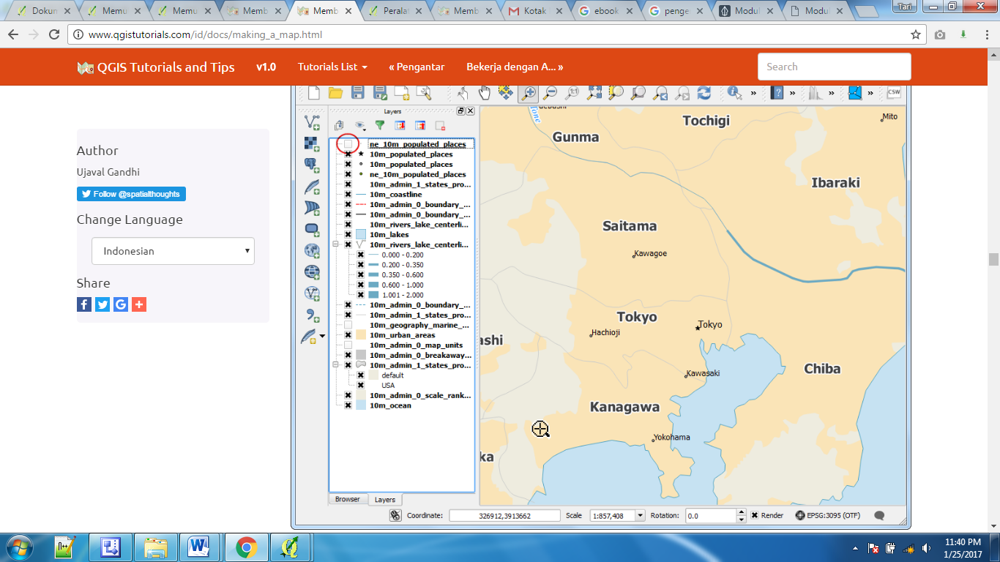 Dokun
Memu
Memu
Memb
Memb
Peralat
Memb
Kotak
ebook
penge
Modul
Modul
Tari
www.qgistutorials.com/id/docs/making_a_map.html
QGIS Tutorials and Tips
v1.0
Tutorials List
« Pengantar
Bekerja dengan A... »
Search
Author
Ujaval Gandhi
Follow @spatialthoughts
Change Language
Indonesian
Share
CSW
Layers
ne_10m_populated_places
10m_populated_places
10m_populated_places
ne_10m_populated_places
10m_admin_1_states_pro...
10m_coastline
10m_admin_0_boundary_...
10m_admin_0_boundary_...
10m_rivers_lake_centerli...
10m_lakes
10m_rivers_lake_centerli...
0.000 - 0.200
0.200 - 0.350
0.350 - 0.600
0.600 - 1.000
1.001 - 2.000
10m_admin_0_boundary_...
10m_admin_1_states_pro...
10m_geography_marine_...
10m_urban_areas
10m_admin_0_map_units
10m_admin_0_breakaway...
10m_admin_1_states_pro...
default
USA
10m_admin_0_scale_rank...
10m_ocean
Browser
Layers
Tone
Tochigi
Mito
Gunma
Ibaraki
Saitama
Kawagoe
Tokyo
Tokyo
Hachioji
ashi
Chiba
Kawasaki
Kanagawa
Yokohama
ka
Coordinate:
326912,3913662
Scale
1:857,408
Rotation:
0.0
Render
EPSG:3095 (OTF)
N++
W
11:40 PM
1/25/2017